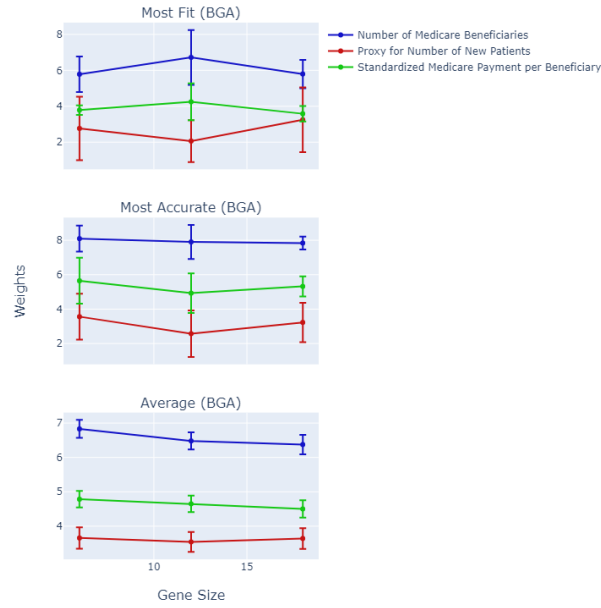 Most Fit (BGA)
Number of Medicare Beneficiaries
Proxy for Number of New Patients
Standardized Medicare Payment per Beneficiary
8
6
4
2
Most Accurate (BGA)
8
6
4
2
Weights
Average (BGA)
7
6
5
4
10
15
Gene Size